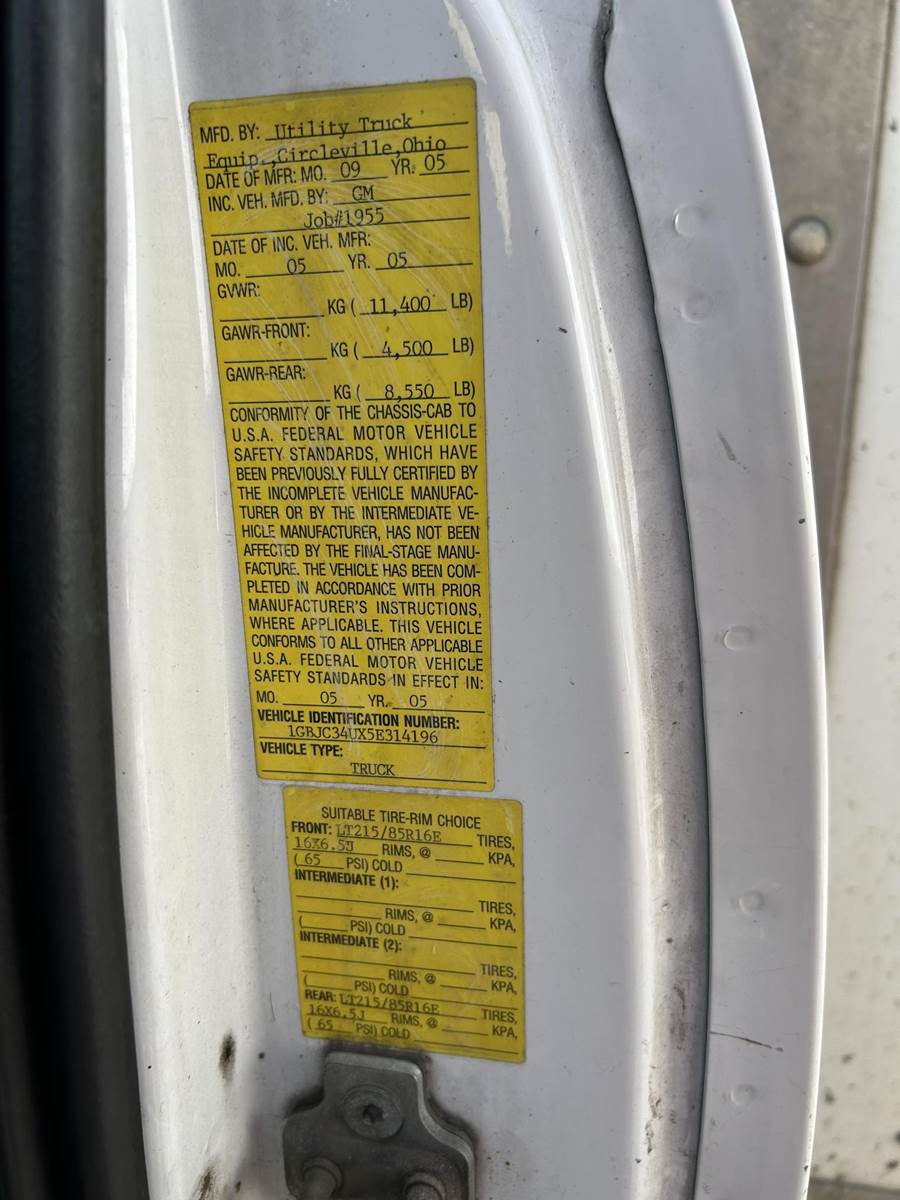 MFD. BY: Utility Truck
Equip.,Circleville,Ohio
DATE OF MFR: MO. 09 YR. 05
INC. VEH. MFD. BY: GM
Job#1955
DATE OF INC. VEH. MFR:
MO. 05 YR. 05
GVWR:
KG ( 11,400 LB)
GAWR-FRONT:
KG ( 4,500 LB)
GAWR-REAR:
KG ( 8,550 LB)
CONFORMITY OF THE CHASSIS-CAB TO
U.S.A. FEDERAL MOTOR VEHICLE
SAFETY STANDARDS, WHICH HAVE
BEEN PREVIOUSLY FULLY CERTIFIED BY
THE INCOMPLETE VEHICLE MANUFAC-
TURER OR BY THE INTERMEDIATE VE-
HICLE MANUFACTURER, HAS NOT BEEN
AFFECTED BY THE FINAL-STAGE MANU-
FACTURE. THE VEHICLE HAS BEEN COM-
PLETED IN ACCORDANCE WITH PRIOR
MANUFACTURER'S INSTRUCTIONS,
WHERE APPLICABLE. THIS VEHICLE
CONFORMS TO ALL OTHER APPLICABLE
U.S.A. FEDERAL MOTOR VEHICLE
SAFETY STANDARDS IN EFFECT IN:
MO. 05 YR. 05
VEHICLE IDENTIFICATION NUMBER:
1GBJC34UX5E314196
VEHICLE TYPE:
TRUCK
SUITABLE TIRE-RIM CHOICE
FRONT: LT215/85R16E TIRES,
16X6.5J RIMS, @ KPA,
( 65 PSI) COLD
INTERMEDIATE (1):
TIRES,
RIMS, @ KPA,
( PSI) COLD
INTERMEDIATE (2):
TIRES,
RIMS, @ KPA,
( PSI) COLD
REAR: LT215/85R16E TIRES,
16X6.5J RIMS, @ KPA,
( 65 PSI) COLD